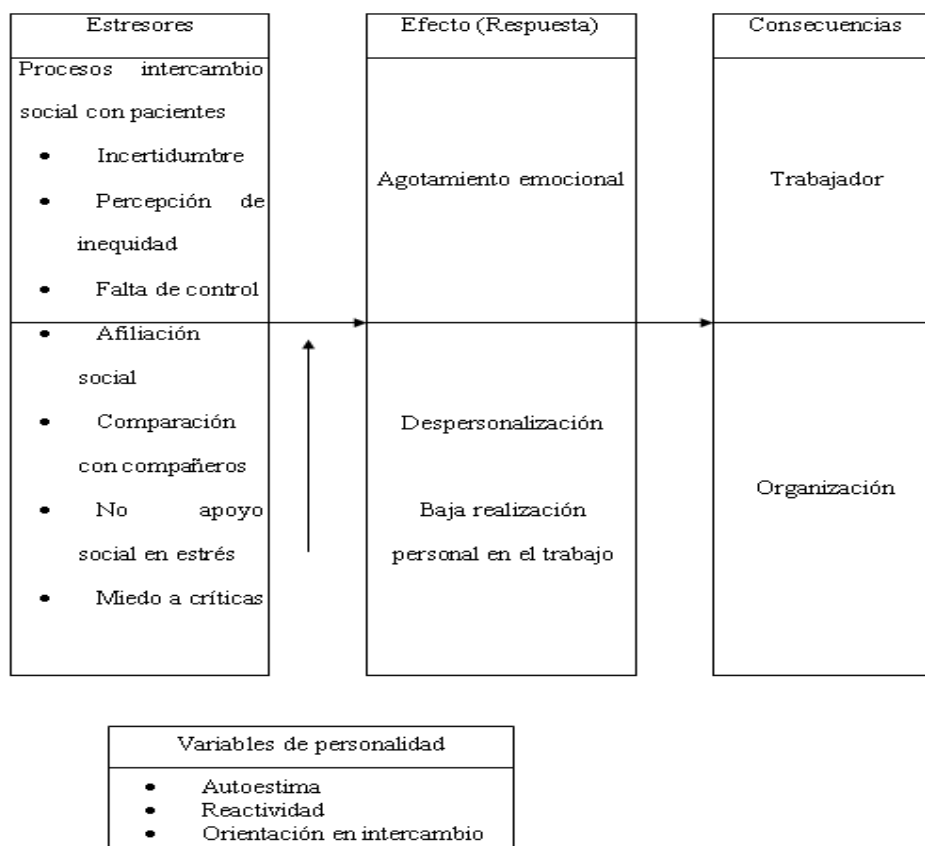 Estresores
Procesos intercambio
social con pacientes
• Incertidumbre
• Percepción de
inequidad
• Falta de control
• Afiliación
social
• Comparación
con compañeros
• No apoyo
social en estrés
• Miedo a críticas
Efecto (Respuesta)
Agotamiento emocional
Despersonalización
Baja realización
personal en el trabajo
Consecuencias
Trabajador
Organización
Variables de personalidad
• Autoestima
• Reactividad
• Orientación en intercambio